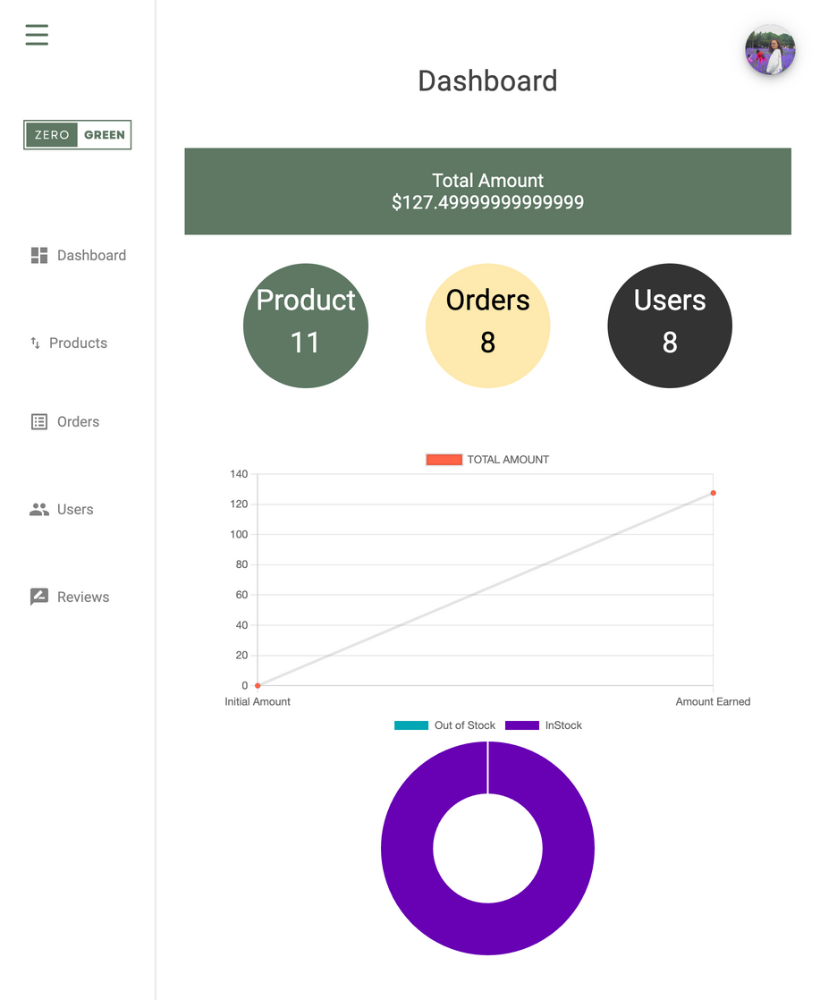 Dashboard
ZERO GREEN
Total Amount
$127.49999999999999
Dashboard
Product
11
Orders
8
Users
8
Products
Orders
Users
Reviews
TOTAL AMOUNT
140
120
100
80
60
40
20
0
Initial Amount
Amount Earned
Out of Stock
InStock